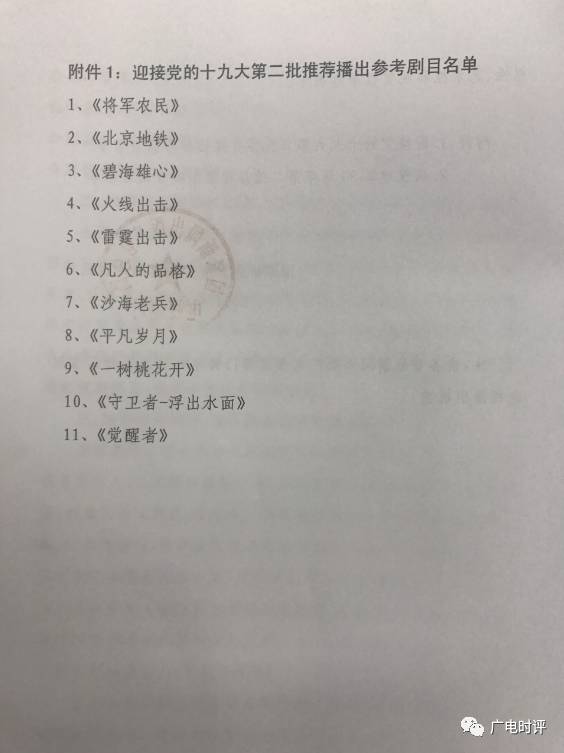 附件1：迎接党的十九大第二批推荐播出参考剧目名单
1、《将军农民》
2、《北京地铁》
3、《碧海雄心》
4、《火线出击》
5、《雷霆出击》
6、《凡人的品格》
7、《沙海老兵》
8、《平凡岁月》
9、《一树桃花开》
10、《守卫者-浮出水面》
11、《觉醒者》
广电时评